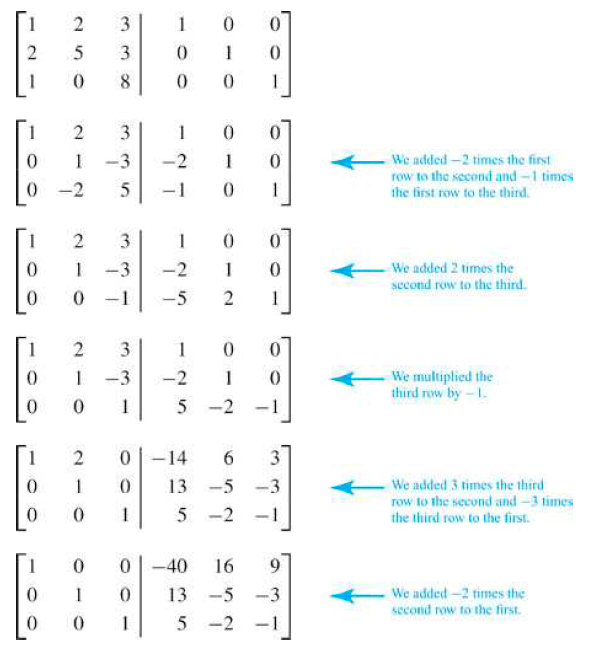 1 2 3 | 1 0 0
2 5 3 | 0 1 0
1 0 8 | 0 0 1
1 2 3 | 1 0 0
0 1 −3 | −2 1 0
0 −2 5 | −1 0 1
We added −2 times the first
row to the second and −1 times
the first row to the third.
1 2 3 | 1 0 0
0 1 −3 | −2 1 0
0 0 −1 | −5 2 1
We added 2 times the
second row to the third.
1 2 3 | 1 0 0
0 1 −3 | −2 1 0
0 0 1 | 5 −2 −1
We multiplied the
third row by −1.
1 2 0 | −14 6 3
0 1 0 | 13 −5 −3
0 0 1 | 5 −2 −1
We added 3 times the third
row to the second and −3 times
the third row to the first.
1 0 0 | −40 16 9
0 1 0 | 13 −5 −3
0 0 1 | 5 −2 −1
We added −2 times the
second row to the first.